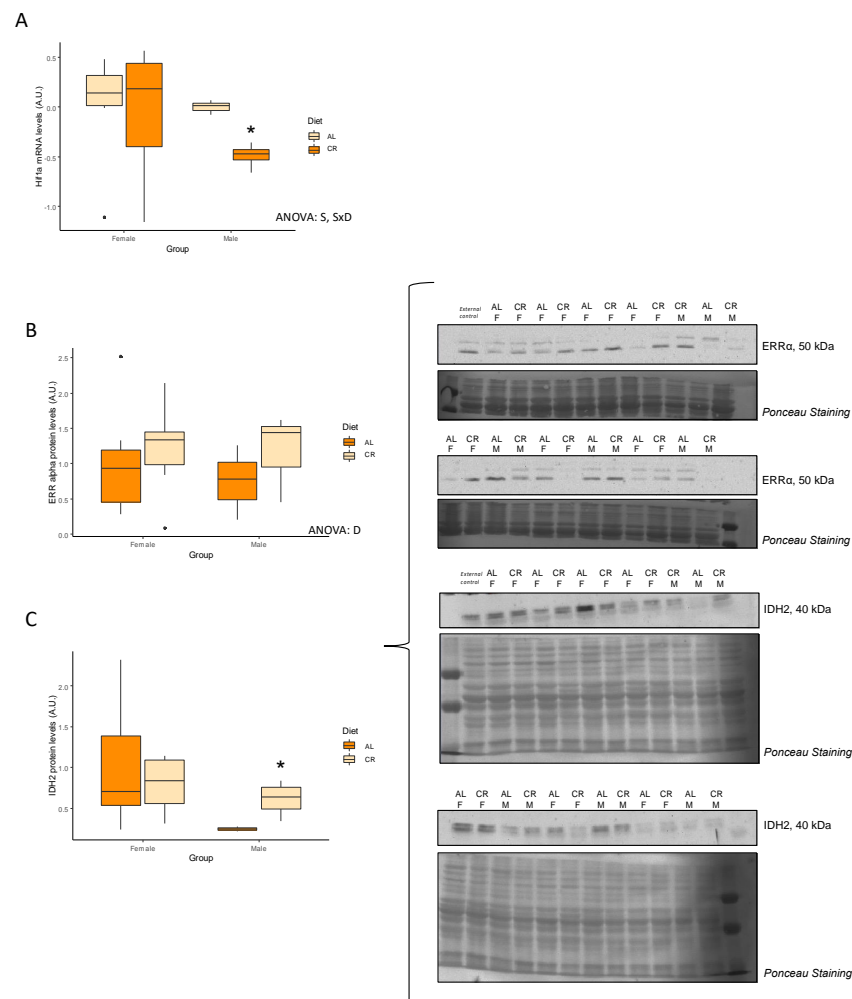 A
0.5
0.0
-0.5
-1.0
Hif1a mRNA levels (A.U.)
*
Diet
AL
CR
ANOVA: S, SxD
Female
Male
Group
B
2.5
2.0
1.5
1.0
0.5
0.0
ERR alpha protein levels (A.U.)
Diet
AL
CR
ANOVA: D
Female
Male
Group
C
2.0
1.5
1.0
0.5
IDH2 protein levels (A.U.)
*
Diet
AL
CR
Female
Male
Group
External control
AL CR AL CR AL CR AL CR CR AL CR
F F F F F F F F M M M
ERRα, 50 kDa
Ponceau Staining
AL CR AL CR AL CR AL CR AL CR AL CR
F F M M F F M M F F M M
ERRα, 50 kDa
Ponceau Staining
External control
AL CR AL CR AL CR AL CR CR AL CR
F F F F F F F F M M M
IDH2, 40 kDa
Ponceau Staining
AL CR AL CR AL CR AL CR AL CR AL CR
F F M M F F M M F F M M
IDH2, 40 kDa
Ponceau Staining